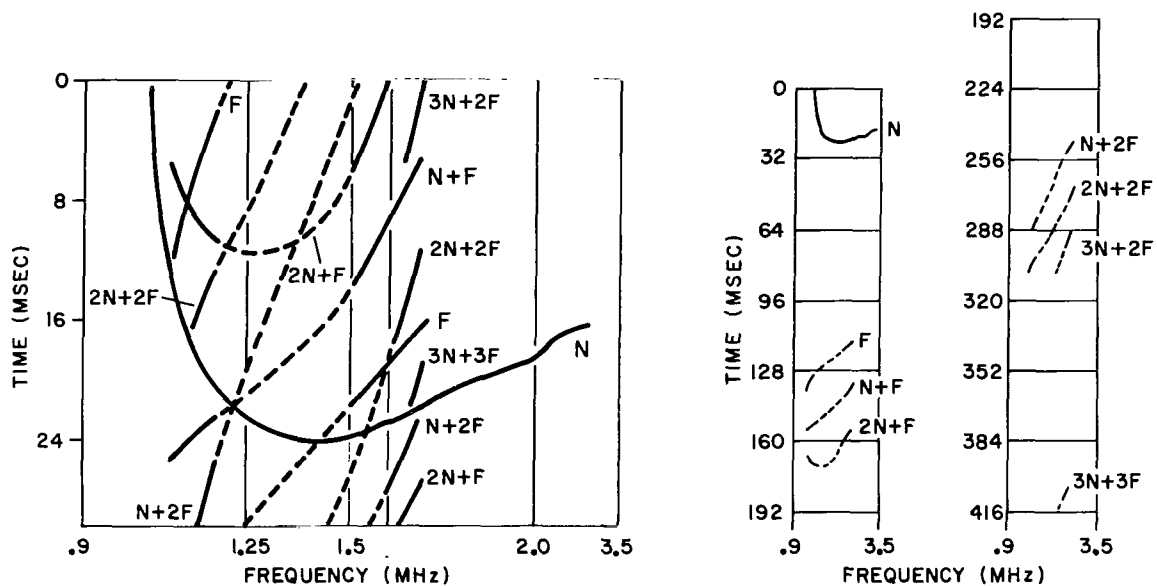 0
8
16
24
TIME (MSEC)
F
3N+2F
N+F
2N+F
2N+2F
2N+2F
F
N
3N+3F
N+2F
2N+F
N+2F
.9
1.25
1.5
2.0
3.5
FREQUENCY (MHz)
0
32
64
96
128
160
192
TIME (MSEC)
N
F
N+F
2N+F
.9
3.5
192
224
256
288
320
352
384
416
N+2F
2N+2F
3N+2F
3N+3F
.9
3.5
FREQUENCY (MHz)